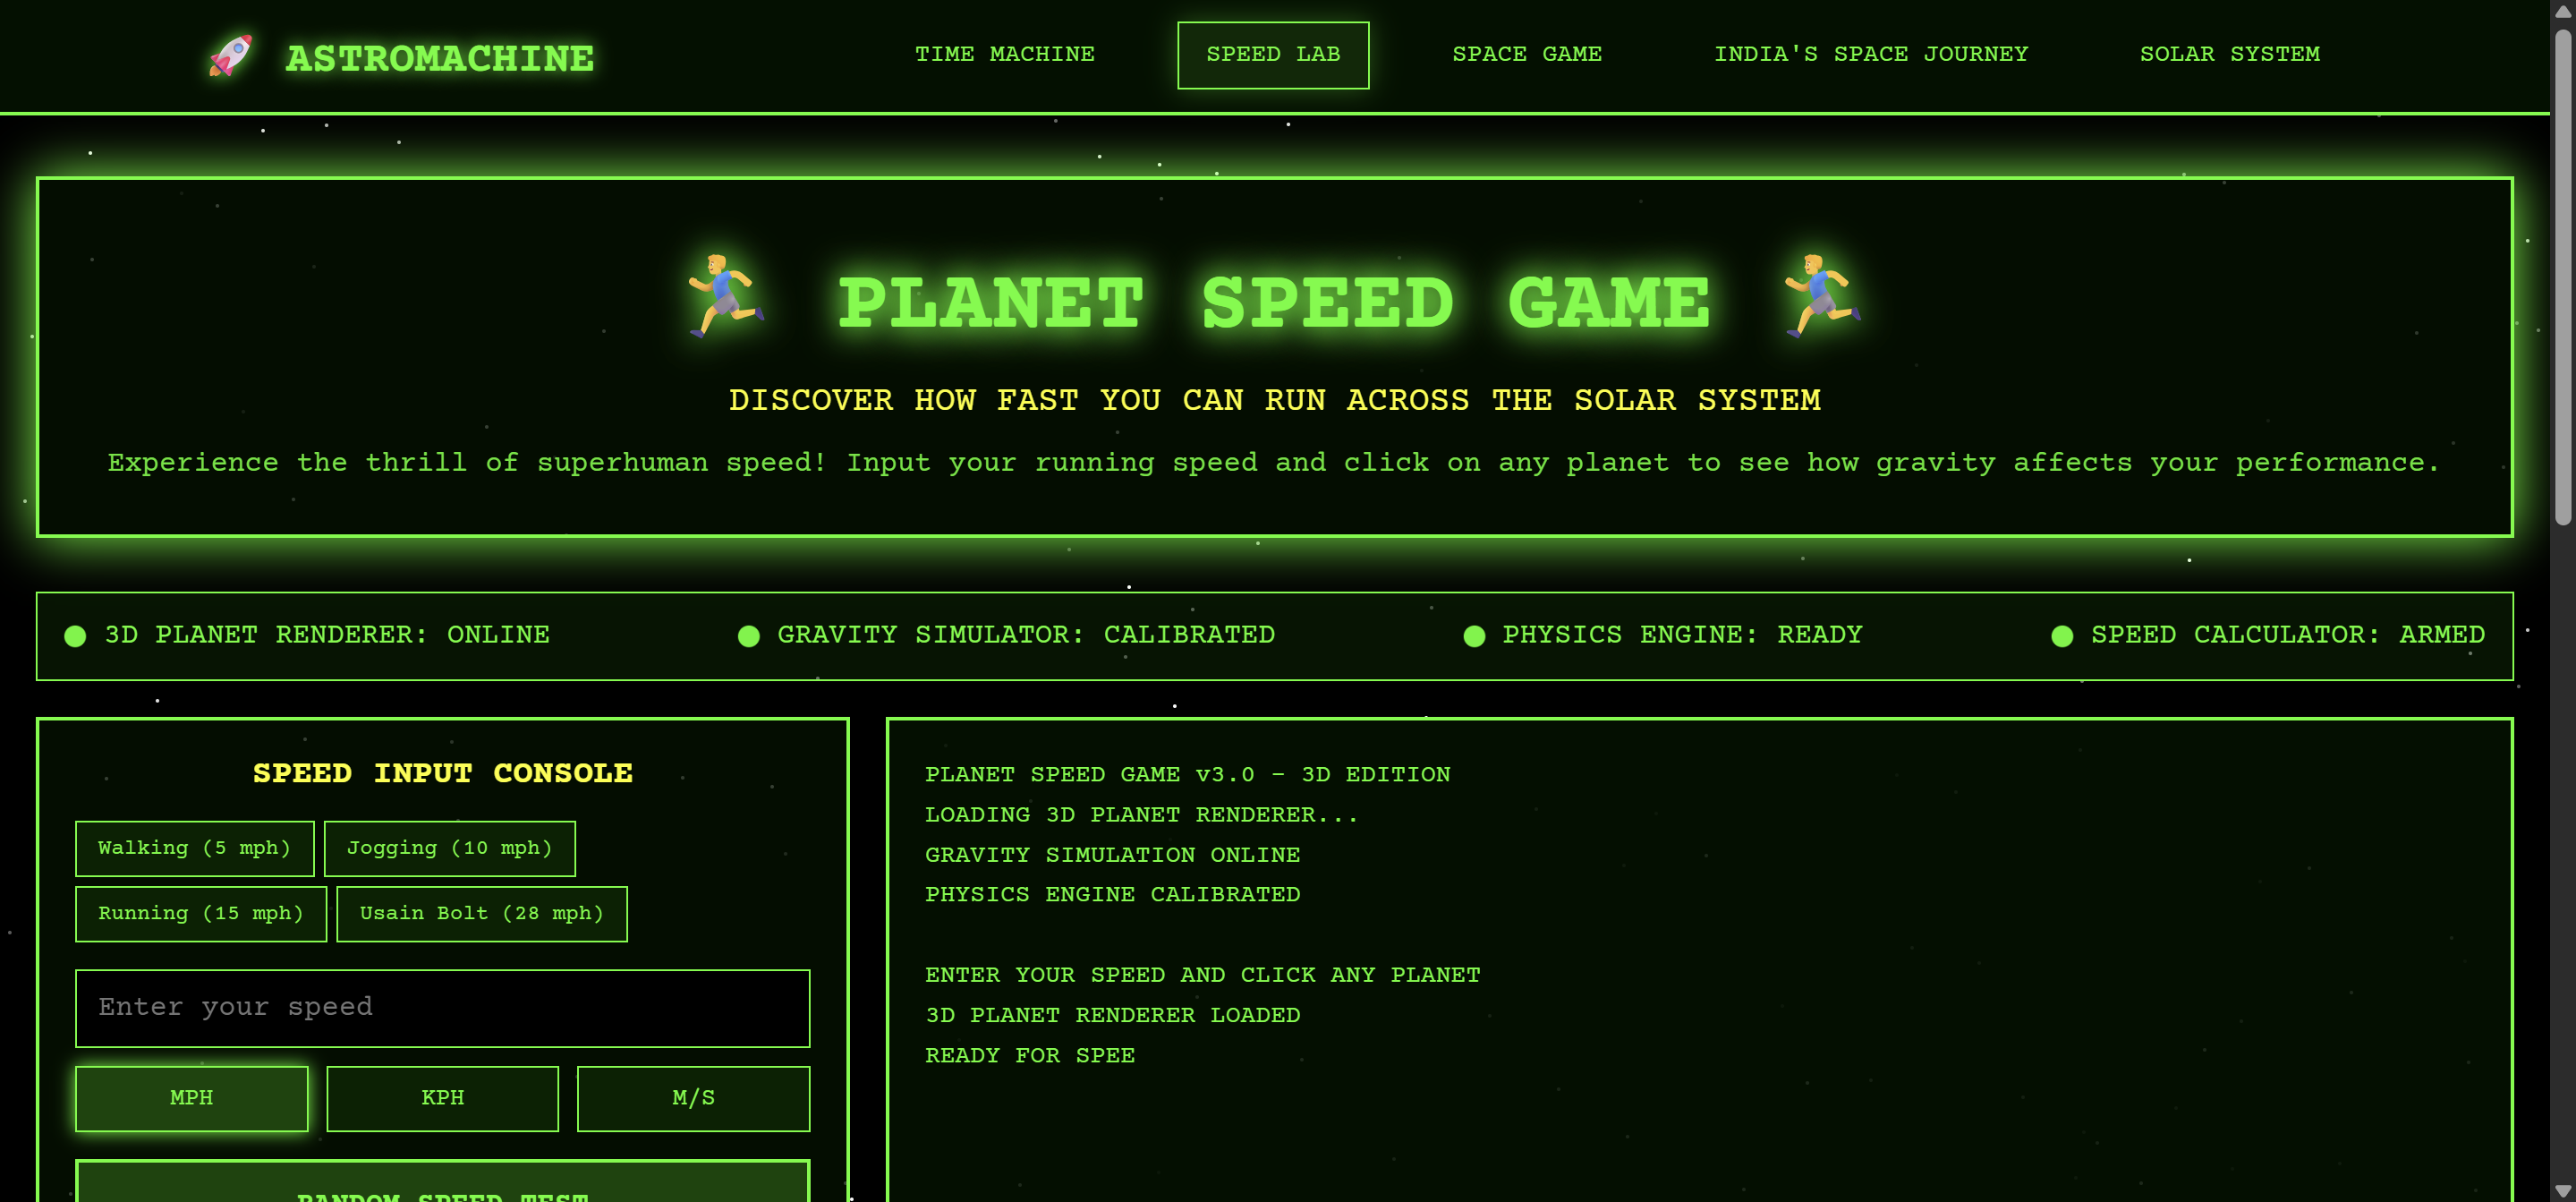 ASTROMACHINE
TIME MACHINE
SPEED LAB
SPACE GAME
INDIA'S SPACE JOURNEY
SOLAR SYSTEM
PLANET SPEED GAME
DISCOVER HOW FAST YOU CAN RUN ACROSS THE SOLAR SYSTEM
Experience the thrill of superhuman speed! Input your running speed and click on any planet to see how gravity affects your performance.
3D PLANET RENDERER: ONLINE
GRAVITY SIMULATOR: CALIBRATED
PHYSICS ENGINE: READY
SPEED CALCULATOR: ARMED
SPEED INPUT CONSOLE
Walking (5 mph)
Jogging (10 mph)
Running (15 mph)
Usain Bolt (28 mph)
Enter your speed
MPH
KPH
M/S
RANDOM SPEED TEST
PLANET SPEED GAME v3.0 - 3D EDITION
LOADING 3D PLANET RENDERER...
GRAVITY SIMULATION ONLINE
PHYSICS ENGINE CALIBRATED
ENTER YOUR SPEED AND CLICK ANY PLANET
3D PLANET RENDERER LOADED
READY FOR SPEE